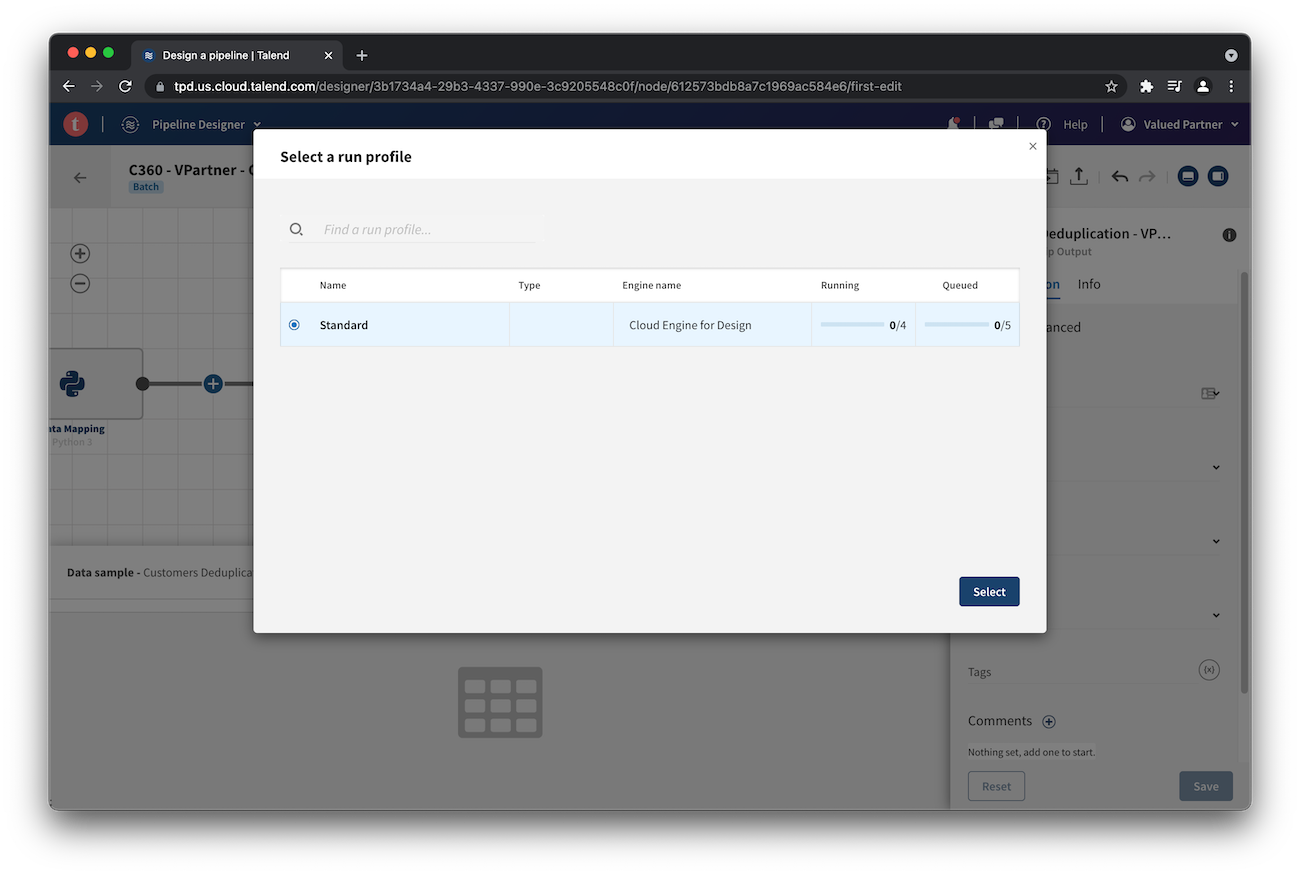 Design a pipeline | Talend
tpd.us.cloud.talend.com/designer/3b1734a4-29b3-4337-990e-3c9205548c0f/node/612573bdb8a7c1969ac584e6/first-edit
t Pipeline Designer Help Valued Partner
C360 - VPartner - C
Batch
Select a run profile
Find a run profile...
Name Type Engine name Running Queued
Standard Cloud Engine for Design 0/4 0/5
Select
eduplication - VP...
p Output
on Info
anced
ata Mapping
Python 3
Data sample - Customers Deduplica
Tags {x}
Comments
Nothing set, add one to start.
Reset Save